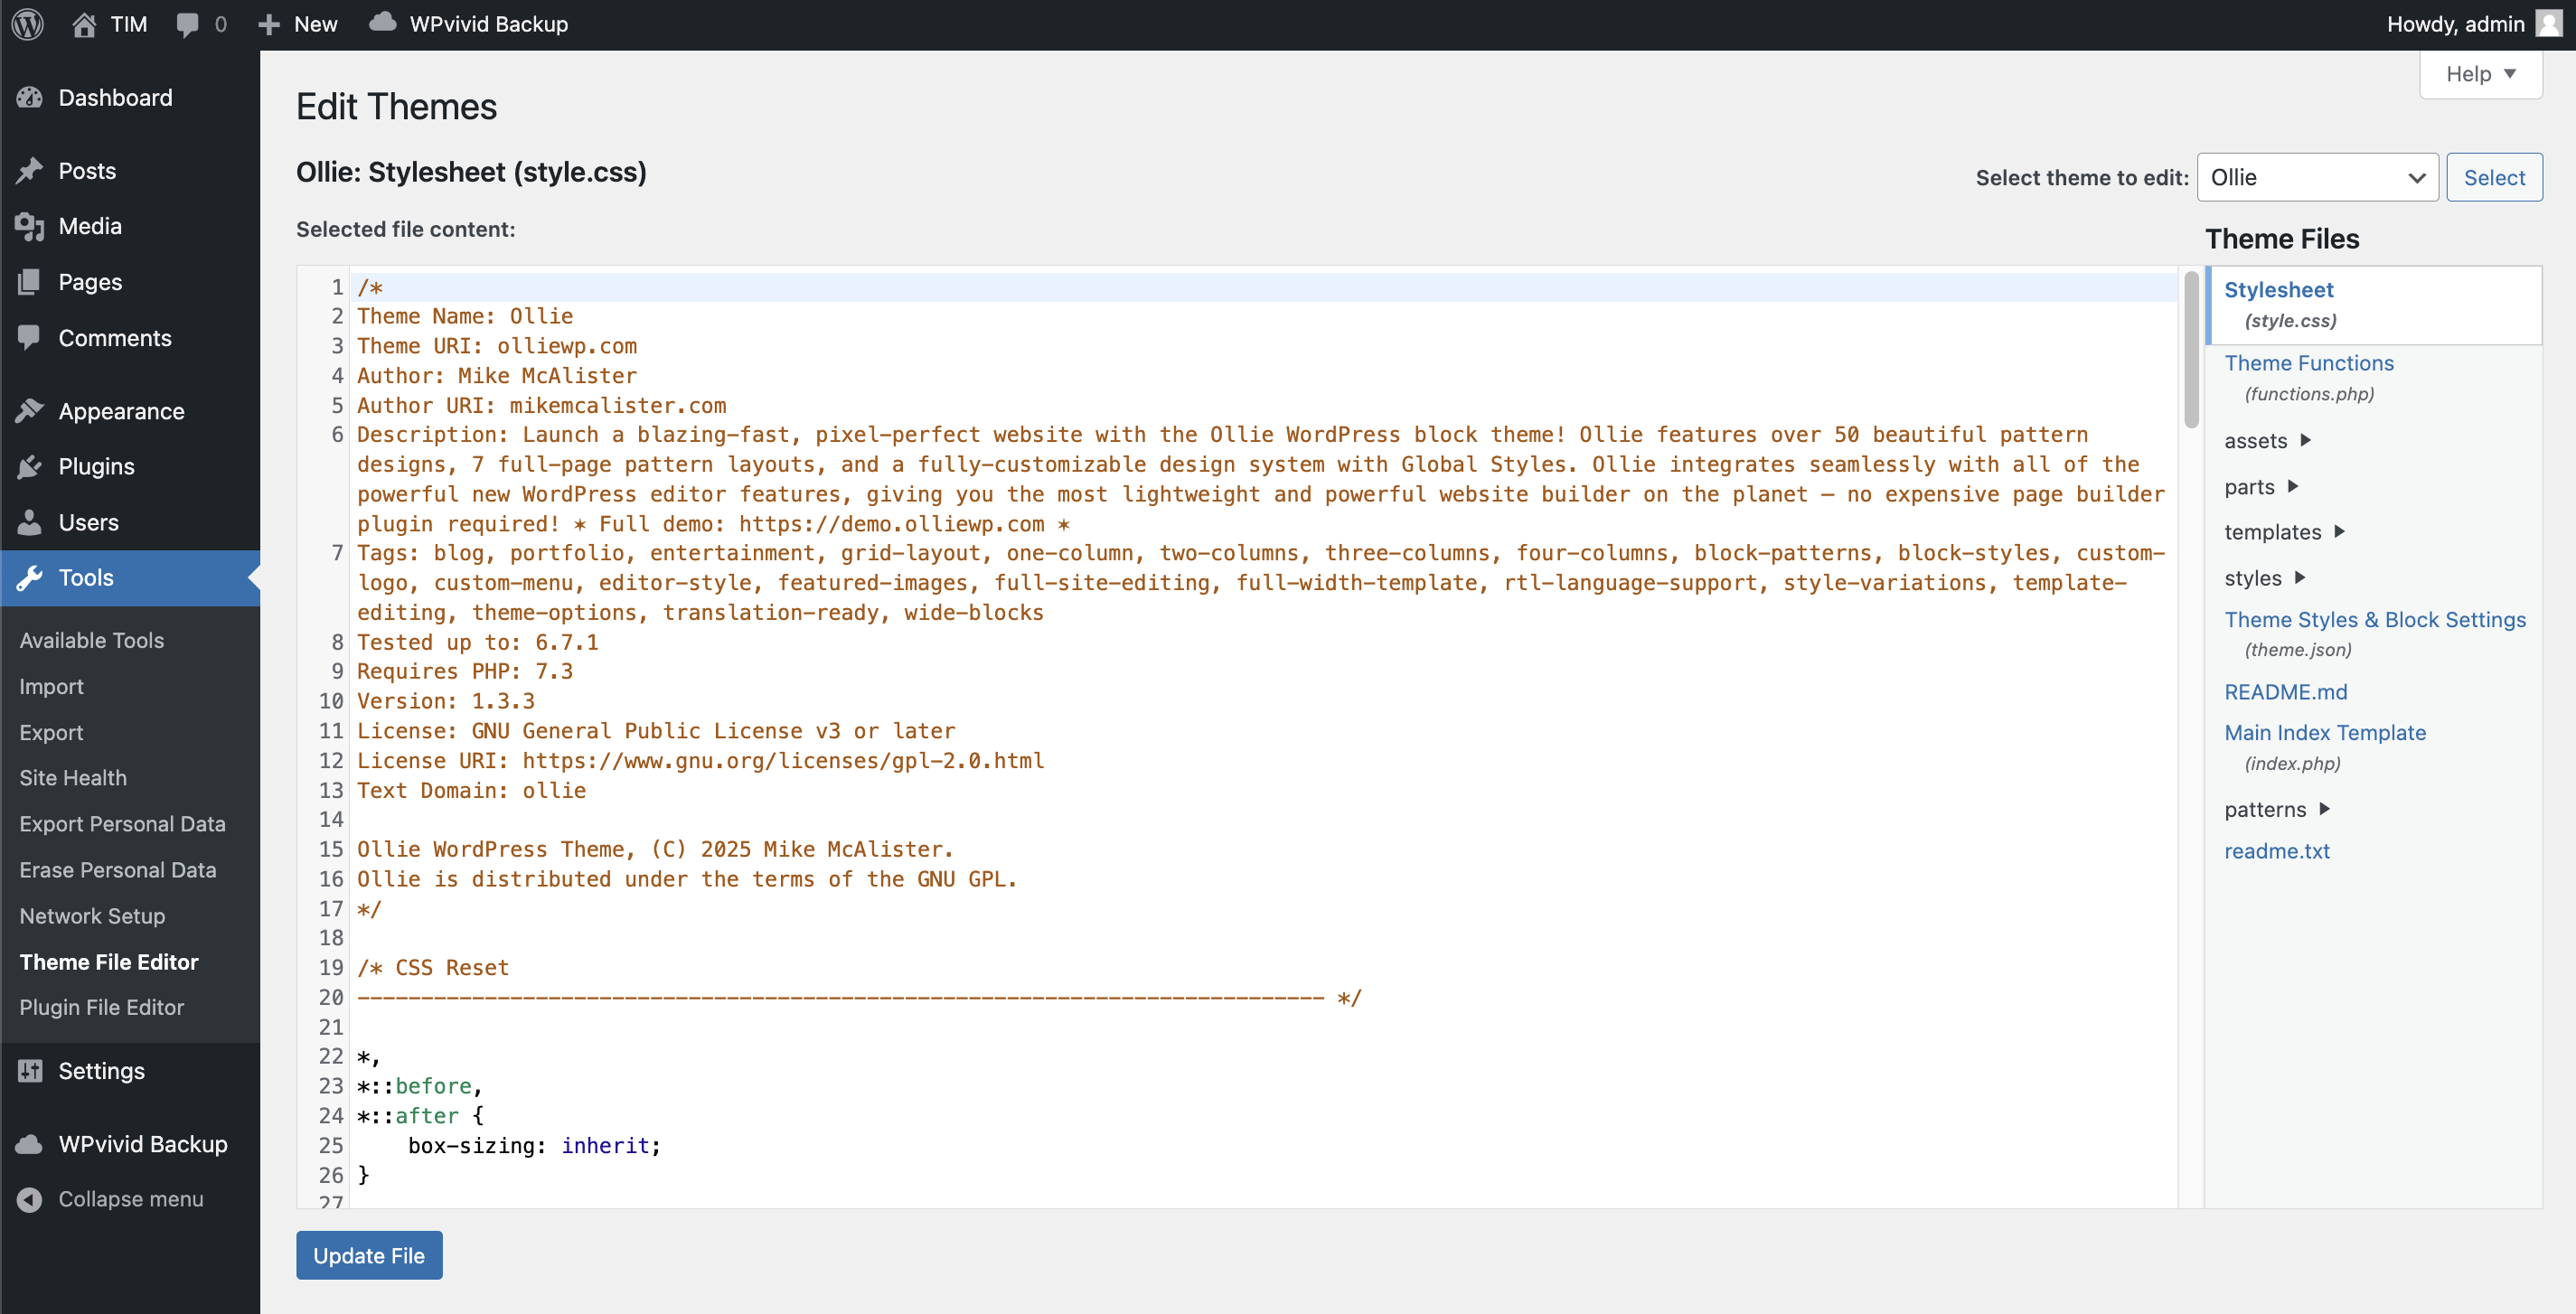 TIM 0 New WPvivid Backup Howdy, admin
Dashboard
Posts
Media
Pages
Comments
Appearance
Plugins
Users
Tools
Available Tools
Import
Export
Site Health
Export Personal Data
Erase Personal Data
Network Setup
Theme File Editor
Plugin File Editor
Settings
WPvivid Backup
Collapse menu
Help
Edit Themes
Ollie: Stylesheet (style.css)
Select theme to edit: Ollie Select
Selected file content:
1 /*
2 Theme Name: Ollie
3 Theme URI: olliewp.com
4 Author: Mike McAlister
5 Author URI: mikemcalister.com
6 Description: Launch a blazing-fast, pixel-perfect website with the Ollie WordPress block theme! Ollie features over 50 beautiful pattern
designs, 7 full-page pattern layouts, and a fully-customizable design system with Global Styles. Ollie integrates seamlessly with all of the
powerful new WordPress editor features, giving you the most lightweight and powerful website builder on the planet – no expensive page builder
plugin required! * Full demo: https://demo.olliewp.com *
7 Tags: blog, portfolio, entertainment, grid-layout, one-column, two-columns, three-columns, four-columns, block-patterns, block-styles, custom-
logo, custom-menu, editor-style, featured-images, full-site-editing, full-width-template, rtl-language-support, style-variations, template-
editing, theme-options, translation-ready, wide-blocks
8 Tested up to: 6.7.1
9 Requires PHP: 7.3
10 Version: 1.3.3
11 License: GNU General Public License v3 or later
12 License URI: https://www.gnu.org/licenses/gpl-2.0.html
13 Text Domain: ollie
14
15 Ollie WordPress Theme, (C) 2025 Mike McAlister.
16 Ollie is distributed under the terms of the GNU GPL.
17 */
18
19 /* CSS Reset
20 ---------------------------------------------------------------------------- */
21
22 *,
23 *::before,
24 *::after {
25 box-sizing: inherit;
26 }
27
Update File
Theme Files
Stylesheet
(style.css)
Theme Functions
(functions.php)
assets
parts
templates
styles
Theme Styles & Block Settings
(theme.json)
README.md
Main Index Template
(index.php)
patterns
readme.txt